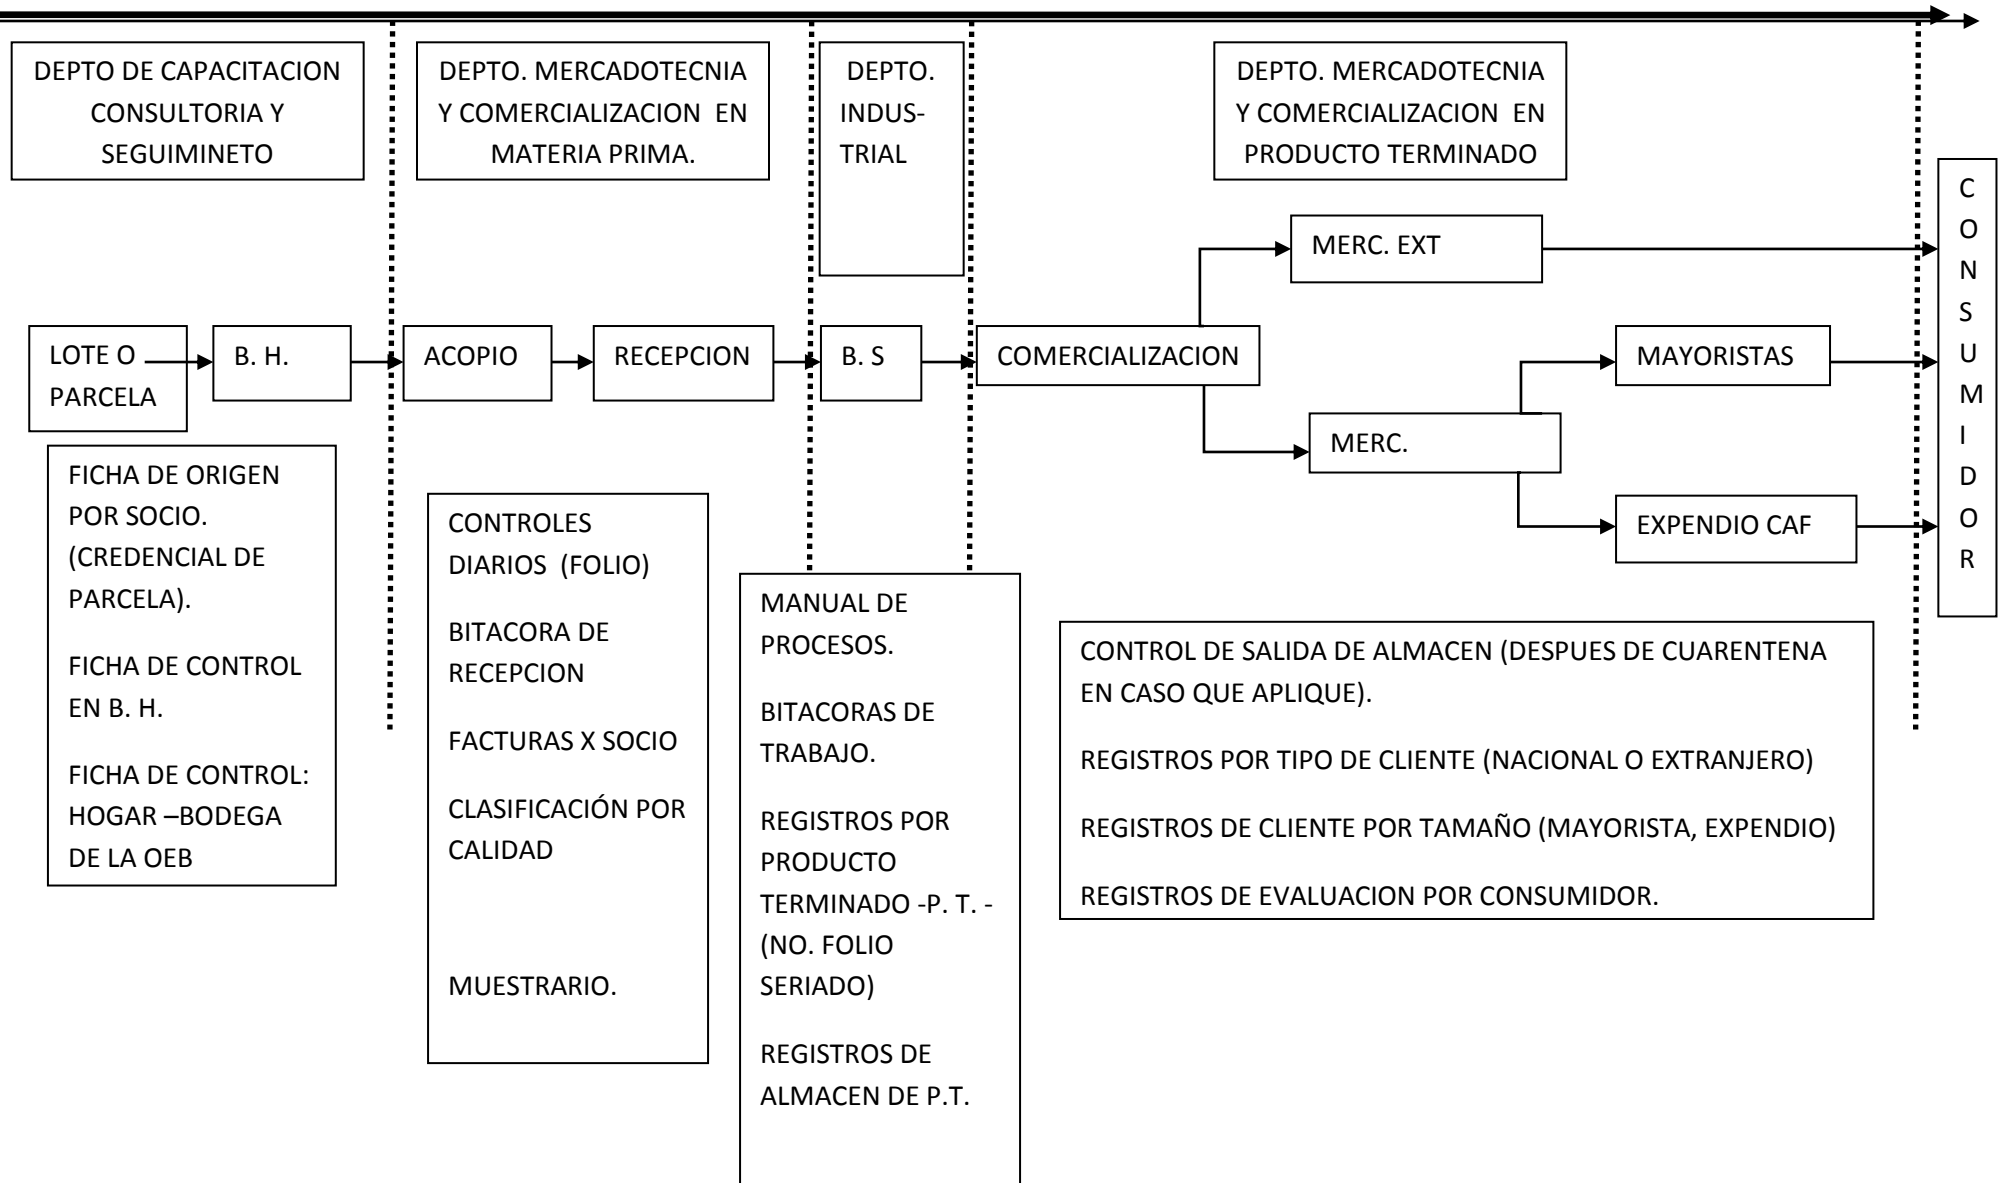 DEPTO DE CAPACITACION
CONSULTORIA Y
SEGUIMINETO
DEPTO. MERCADOTECNIA
Y COMERCIALIZACION EN
MATERIA PRIMA.
DEPTO.
INDUS-
TRIAL
DEPTO. MERCADOTECNIA
Y COMERCIALIZACION EN
PRODUCTO TERMINADO
C
O
N
S
U
M
I
D
O
R
MERC. EXT
LOTE O
PARCELA
B. H.
ACOPIO
RECEPCION
B. S
COMERCIALIZACION
MAYORISTAS
MERC.
EXPENDIO CAF
FICHA DE ORIGEN
POR SOCIO.
(CREDENCIAL DE
PARCELA).
FICHA DE CONTROL
EN B. H.
FICHA DE CONTROL:
HOGAR –BODEGA
DE LA OEB
CONTROLES
DIARIOS (FOLIO)
BITACORA DE
RECEPCION
FACTURAS X SOCIO
CLASIFICACIÓN POR
CALIDAD
MUESTRARIO.
MANUAL DE
PROCESOS.
BITACORAS DE
TRABAJO.
REGISTROS POR
PRODUCTO
TERMINADO -P. T. -
(NO. FOLIO
SERIADO)
REGISTROS DE
ALMACEN DE P.T.
CONTROL DE SALIDA DE ALMACEN (DESPUES DE CUARENTENA
EN CASO QUE APLIQUE).
REGISTROS POR TIPO DE CLIENTE (NACIONAL O EXTRANJERO)
REGISTROS DE CLIENTE POR TAMAÑO (MAYORISTA, EXPENDIO)
REGISTROS DE EVALUACION POR CONSUMIDOR.